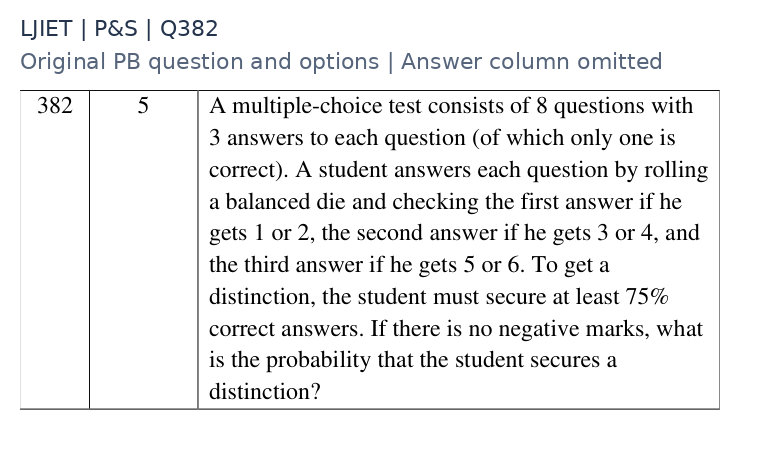 LJIET | P&S | Q382
Original PB question and options | Answer column omitted
382 5 A multiple-choice test consists of 8 questions with
3 answers to each question (of which only one is
correct). A student answers each question by rolling
a balanced die and checking the first answer if he
gets 1 or 2, the second answer if he gets 3 or 4, and
the third answer if he gets 5 or 6. To get a
distinction, the student must secure at least 75%
correct answers. If there is no negative marks, what
is the probability that the student secures a
distinction?